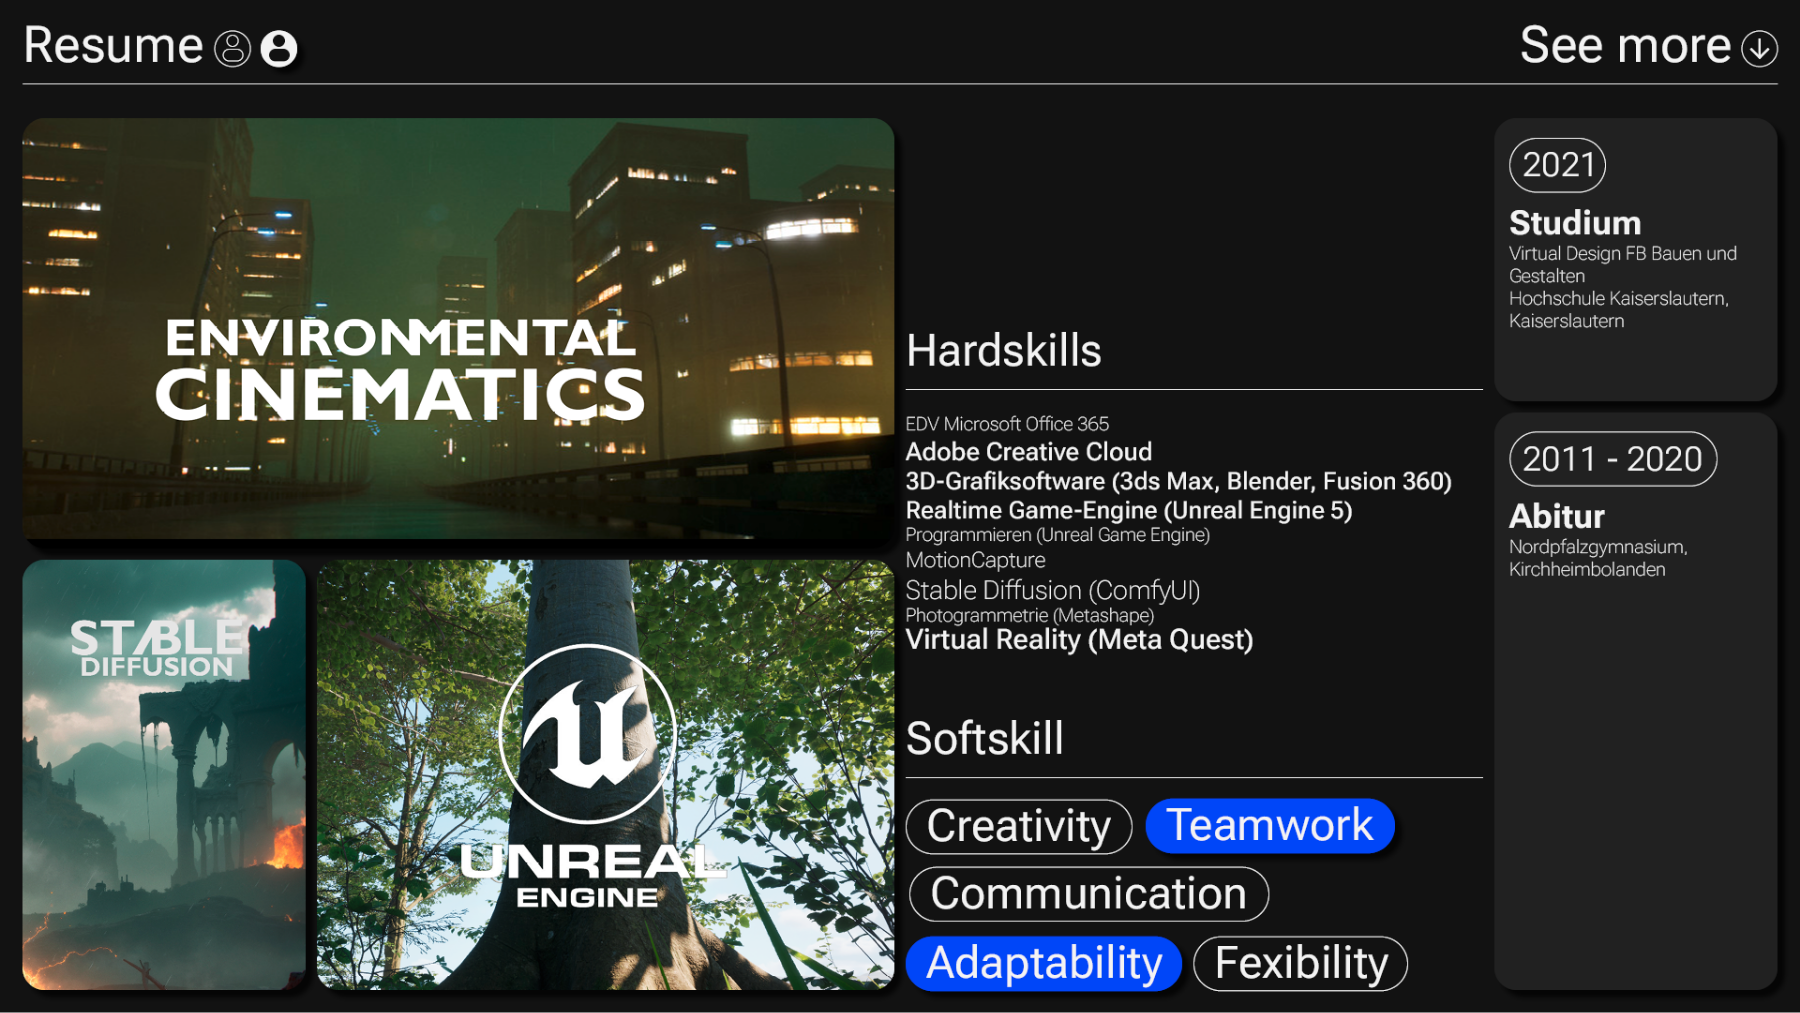 Resume
See more
ENVIRONMENTAL
CINEMATICS
STABLE
DIFFUSION
UNREAL
ENGINE
Hardskills
EDV Microsoft Office 365
Adobe Creative Cloud
3D-Grafiksoftware (3ds Max, Blender, Fusion 360)
Realtime Game-Engine (Unreal Engine 5)
Programmieren (Unreal Game Engine)
MotionCapture
Stable Diffusion (ComfyUI)
Photogrammetrie (Metashape)
Virtual Reality (Meta Quest)
Softskill
Creativity
Teamwork
Communication
Adaptability
Fexibility
2021
Studium
Virtual Design FB Bauen und
Gestalten
Hochschule Kaiserslautern,
Kaiserslautern
2011 - 2020
Abitur
Nordpfalzgymnasium,
Kirchheimbolanden